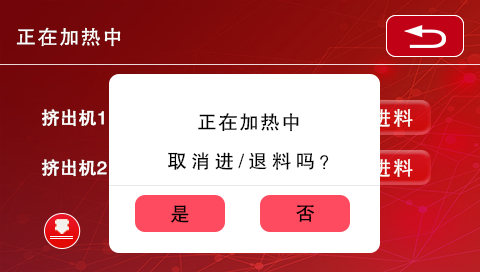 正在加热中
挤出机1
进料
正在加热中
取消进/退料吗?
挤出机2
进料
是
否